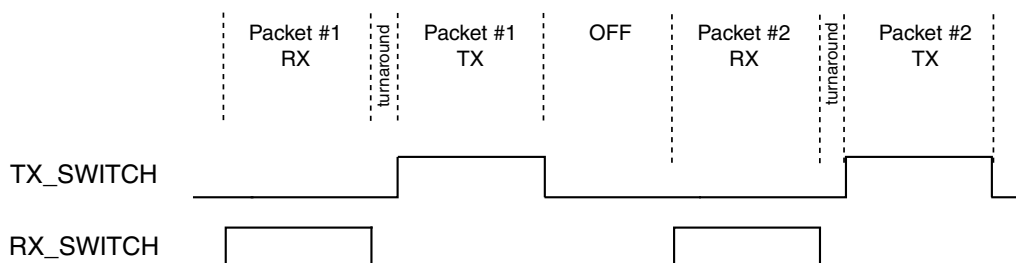 Packet #1
RX
turnaround
Packet #1
TX
OFF
Packet #2
RX
turnaround
Packet #2
TX
TX_SWITCH
RX_SWITCH